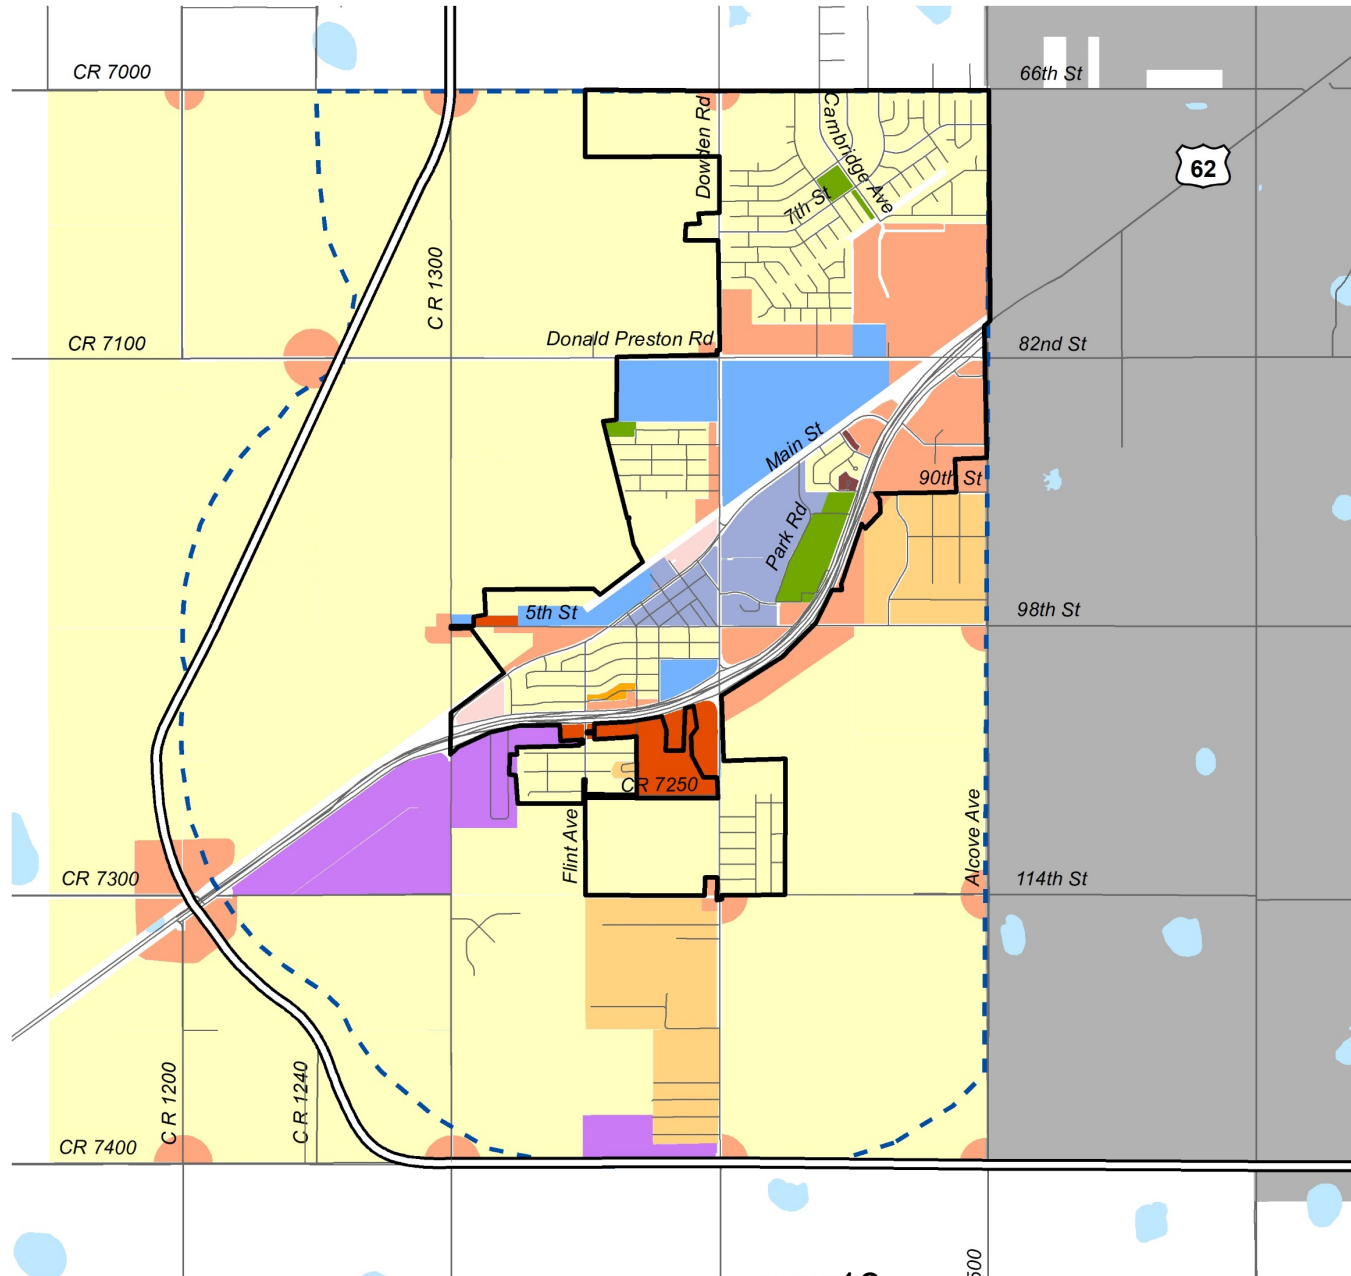 CR 7000
66th St
Dowden Rd
Cambridge Ave
62
7th St
C R 1300
Donald Preston Rd
CR 7100
82nd St
Main St
90th St
Park Rd
5th St
98th St
CR 7250
Flint Ave
Alcove Ave
CR 7300
114th St
C R 1200
C R 1240
CR 7400